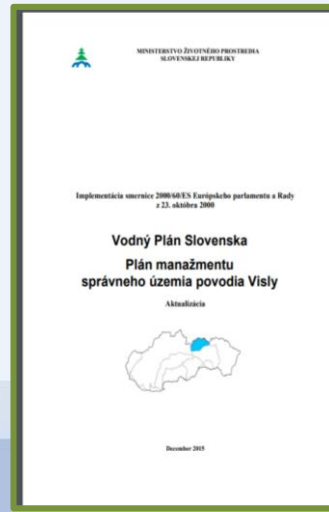 MINISTERSTVO ŽIVOTNÉHO PROSTREDIA
SLOVENSKEJ REPUBLIKY
Implementácia smernice 2000/60/ES Európskeho parlamentu a Rady
z 23. októbra 2000
Vodný Plán Slovenska
Plán manažmentu
správneho územia povodia Visly
Aktualizácia
December 2015